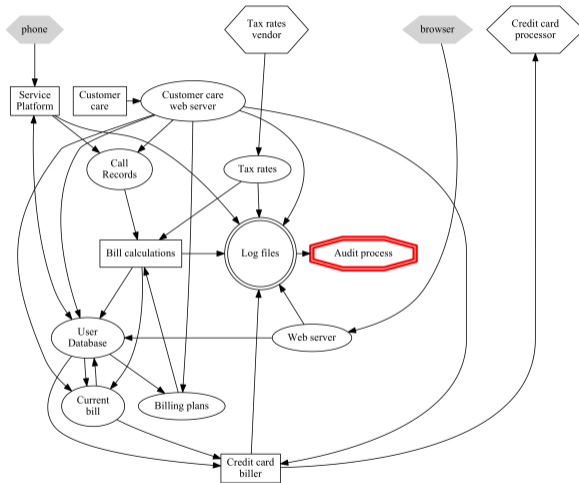 phone
Tax rates
vendor
browser
Credit card
processor
Service
Platform
Customer
care
Customer care
web server
Call
Records
Tax rates
Bill calculations
Log files
Audit process
User
Database
Web server
Current
bill
Billing plans
Credit card
biller